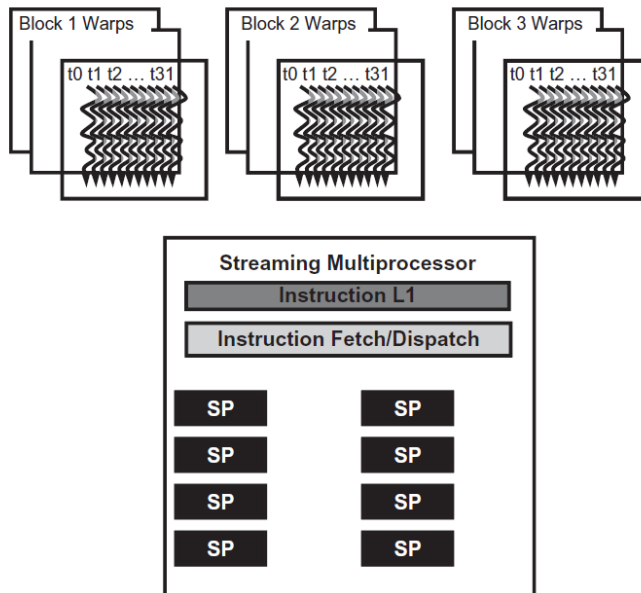 Block 1 Warps
Block 2 Warps
Block 3 Warps
t0 t1 t2 … t31
t0 t1 t2 … t31
t0 t1 t2 … t31
Streaming Multiprocessor
Instruction L1
Instruction Fetch/Dispatch
SP SP
SP SP
SP SP
SP SP